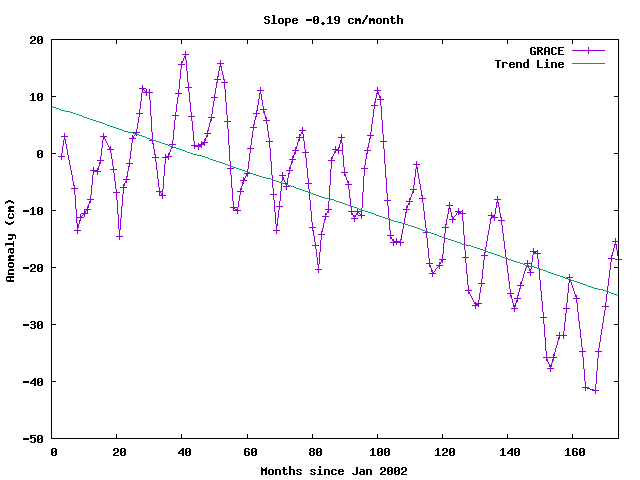 Slope -0.19 cm/month
20
10
0
-10
-20
-30
-40
-50
Anomaly (cm)
GRACE
Trend Line
0 20 40 60 80 100 120 140 160
Months since Jan 2002